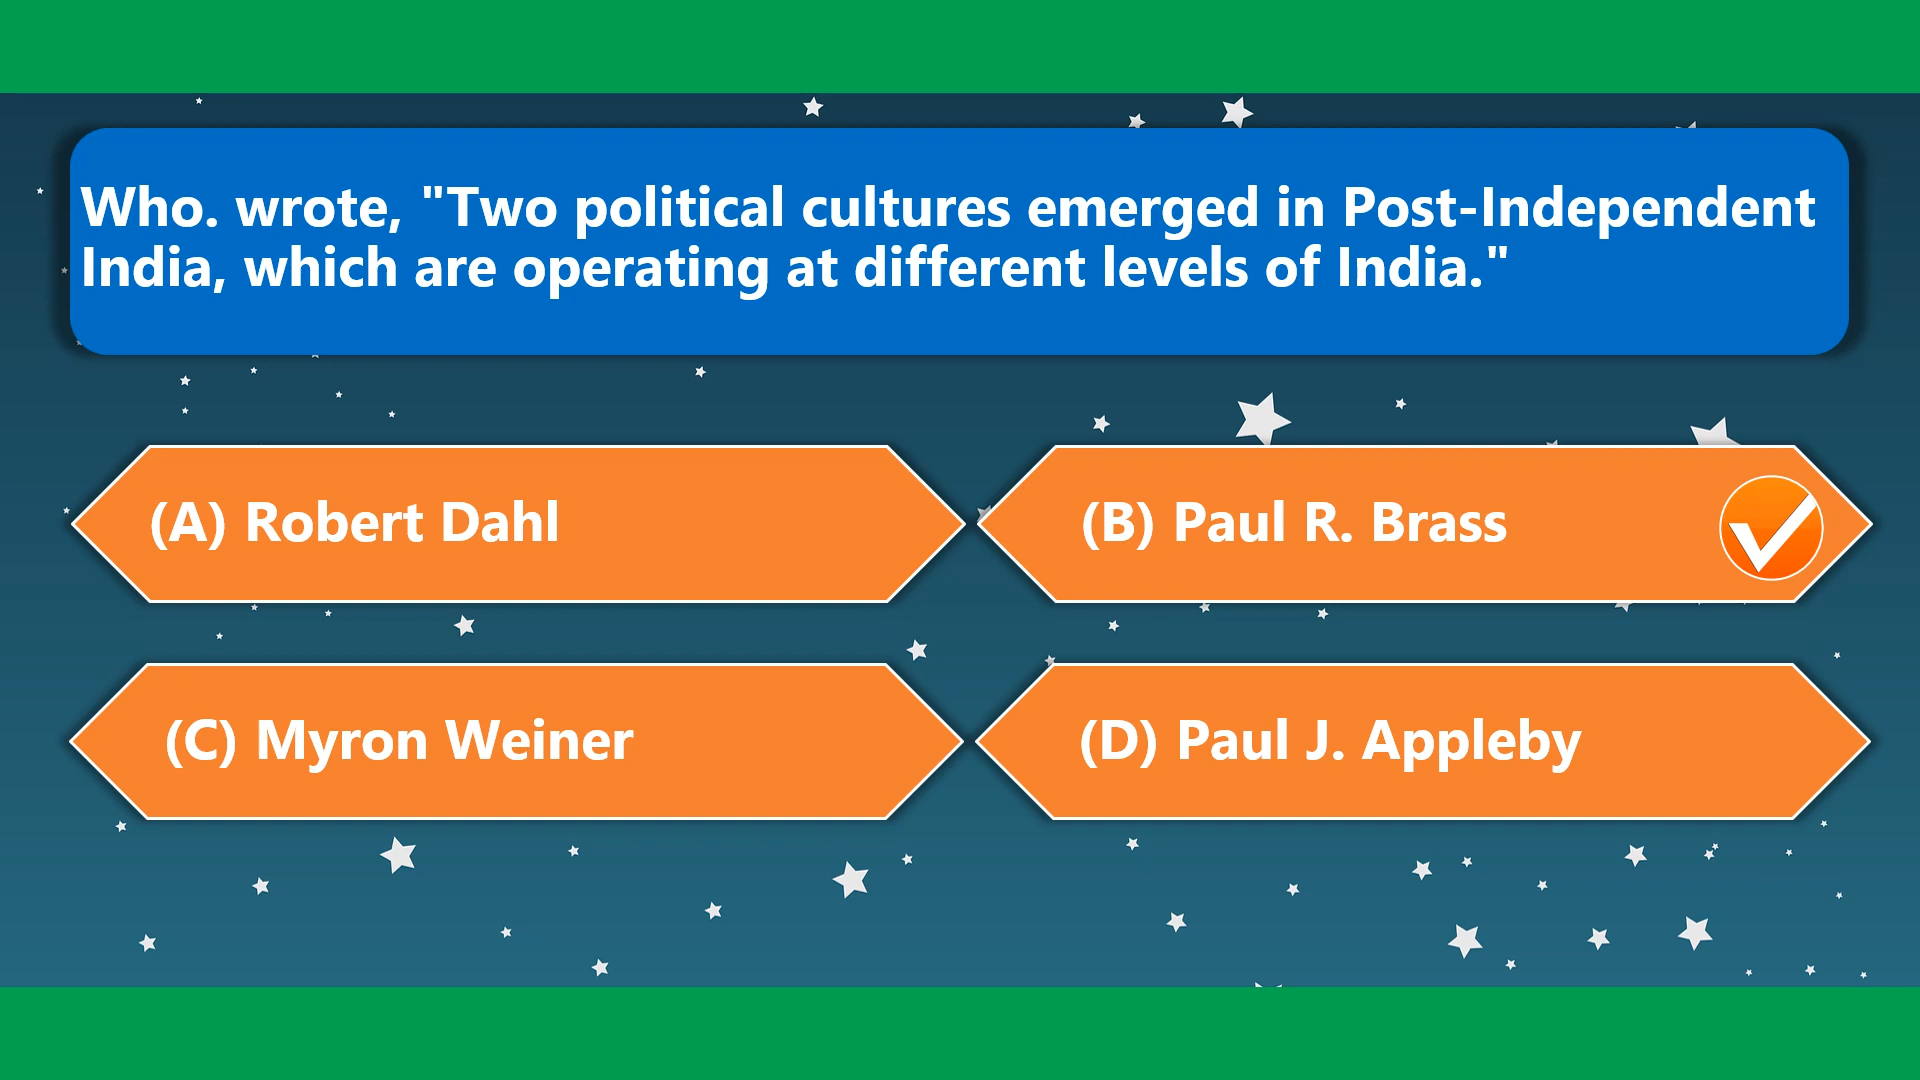 Who. wrote, "Two political cultures emerged in Post-Independent
India, which are operating at different levels of India."
(A) Robert Dahl
(B) Paul R. Brass
(C) Myron Weiner
(D) Paul J. Appleby